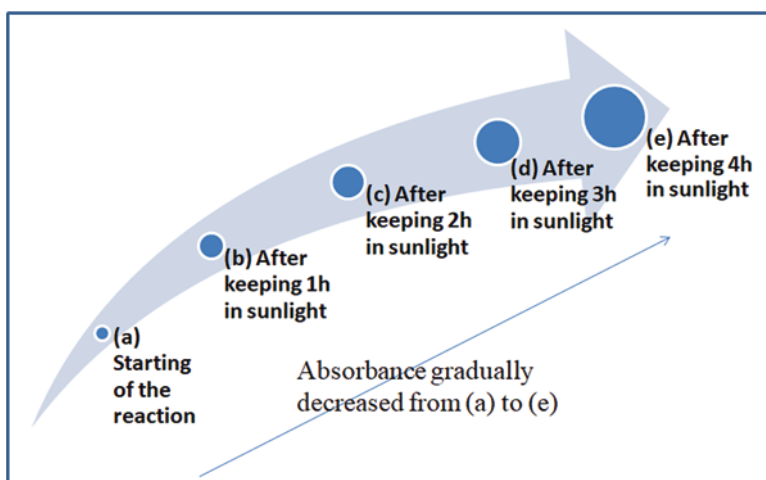 (a)
Starting
of the
reaction
(b) After
keeping 1h
in sunlight
(c) After
keeping 2h
in sunlight
(d) After
keeping 3h
in sunlight
(e) After
keeping 4h
in sunlight
Absorbance gradually
decreased from (a) to (e)